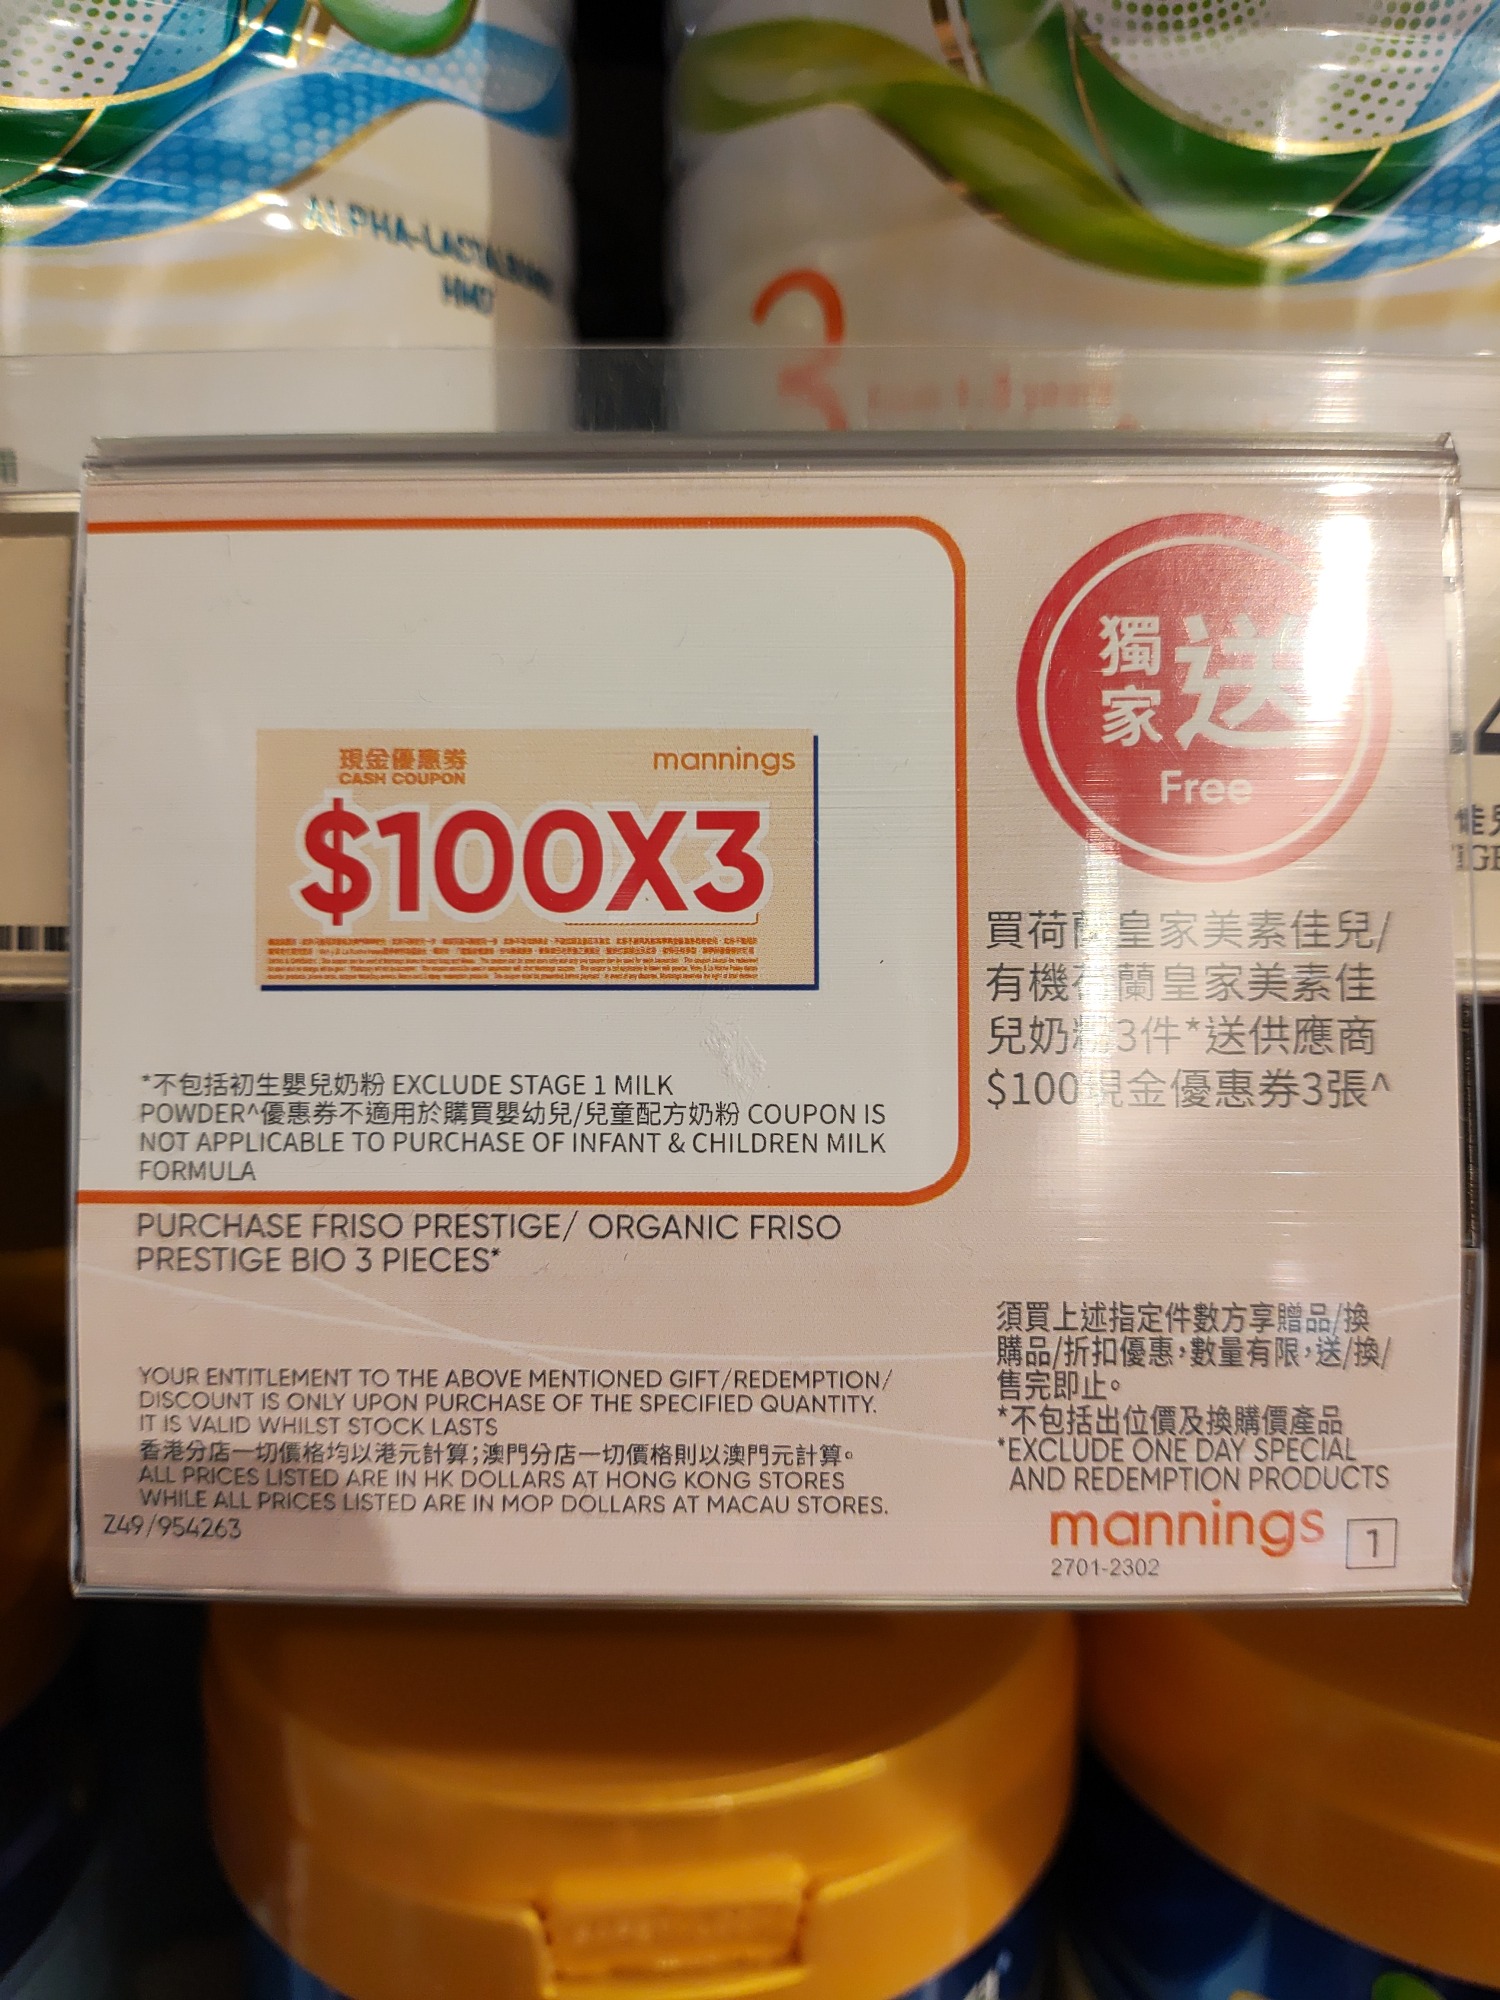 ALPHA-LACTALBUMIN
HMO
3
獨家送
Free
現金優惠券 mannings
CASH COUPON
$100X3
買荷蘭皇家美素佳兒/
有機荷蘭皇家美素佳
兒奶粉3件*送供應商
$100現金優惠券3張^
*不包括初生嬰兒奶粉 EXCLUDE STAGE 1 MILK
POWDER^優惠券不適用於購買嬰幼兒/兒童配方奶粉 COUPON IS
NOT APPLICABLE TO PURCHASE OF INFANT & CHILDREN MILK
FORMULA
PURCHASE FRISO PRESTIGE/ ORGANIC FRISO
PRESTIGE BIO 3 PIECES*
須買上述指定件數方享贈品/換
購品/折扣優惠，數量有限，送/換/
售完即止。
*不包括出位價及換購價產品
*EXCLUDE ONE DAY SPECIAL
AND REDEMPTION PRODUCTS
YOUR ENTITLEMENT TO THE ABOVE MENTIONED GIFT/REDEMPTION/
DISCOUNT IS ONLY UPON PURCHASE OF THE SPECIFIED QUANTITY.
IT IS VALID WHILST STOCK LASTS
香港分店一切價格均以港元計算；澳門分店一切價格則以澳門元計算。
ALL PRICES LISTED ARE IN HK DOLLARS AT HONG KONG STORES
WHILE ALL PRICES LISTED ARE IN MOP DOLLARS AT MACAU STORES.
Z49/954263
mannings
2701-2302
1